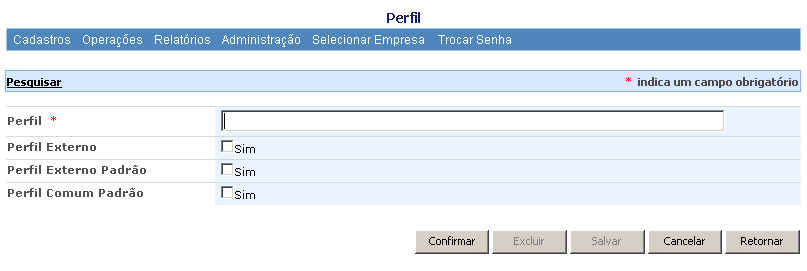 Perfil
Cadastros Operações Relatórios Administração Selecionar Empresa Trocar Senha
Pesquisar * indica um campo obrigatório
Perfil *
Perfil Externo Sim
Perfil Externo Padrão Sim
Perfil Comum Padrão Sim
Confirmar Excluir Salvar Cancelar Retornar